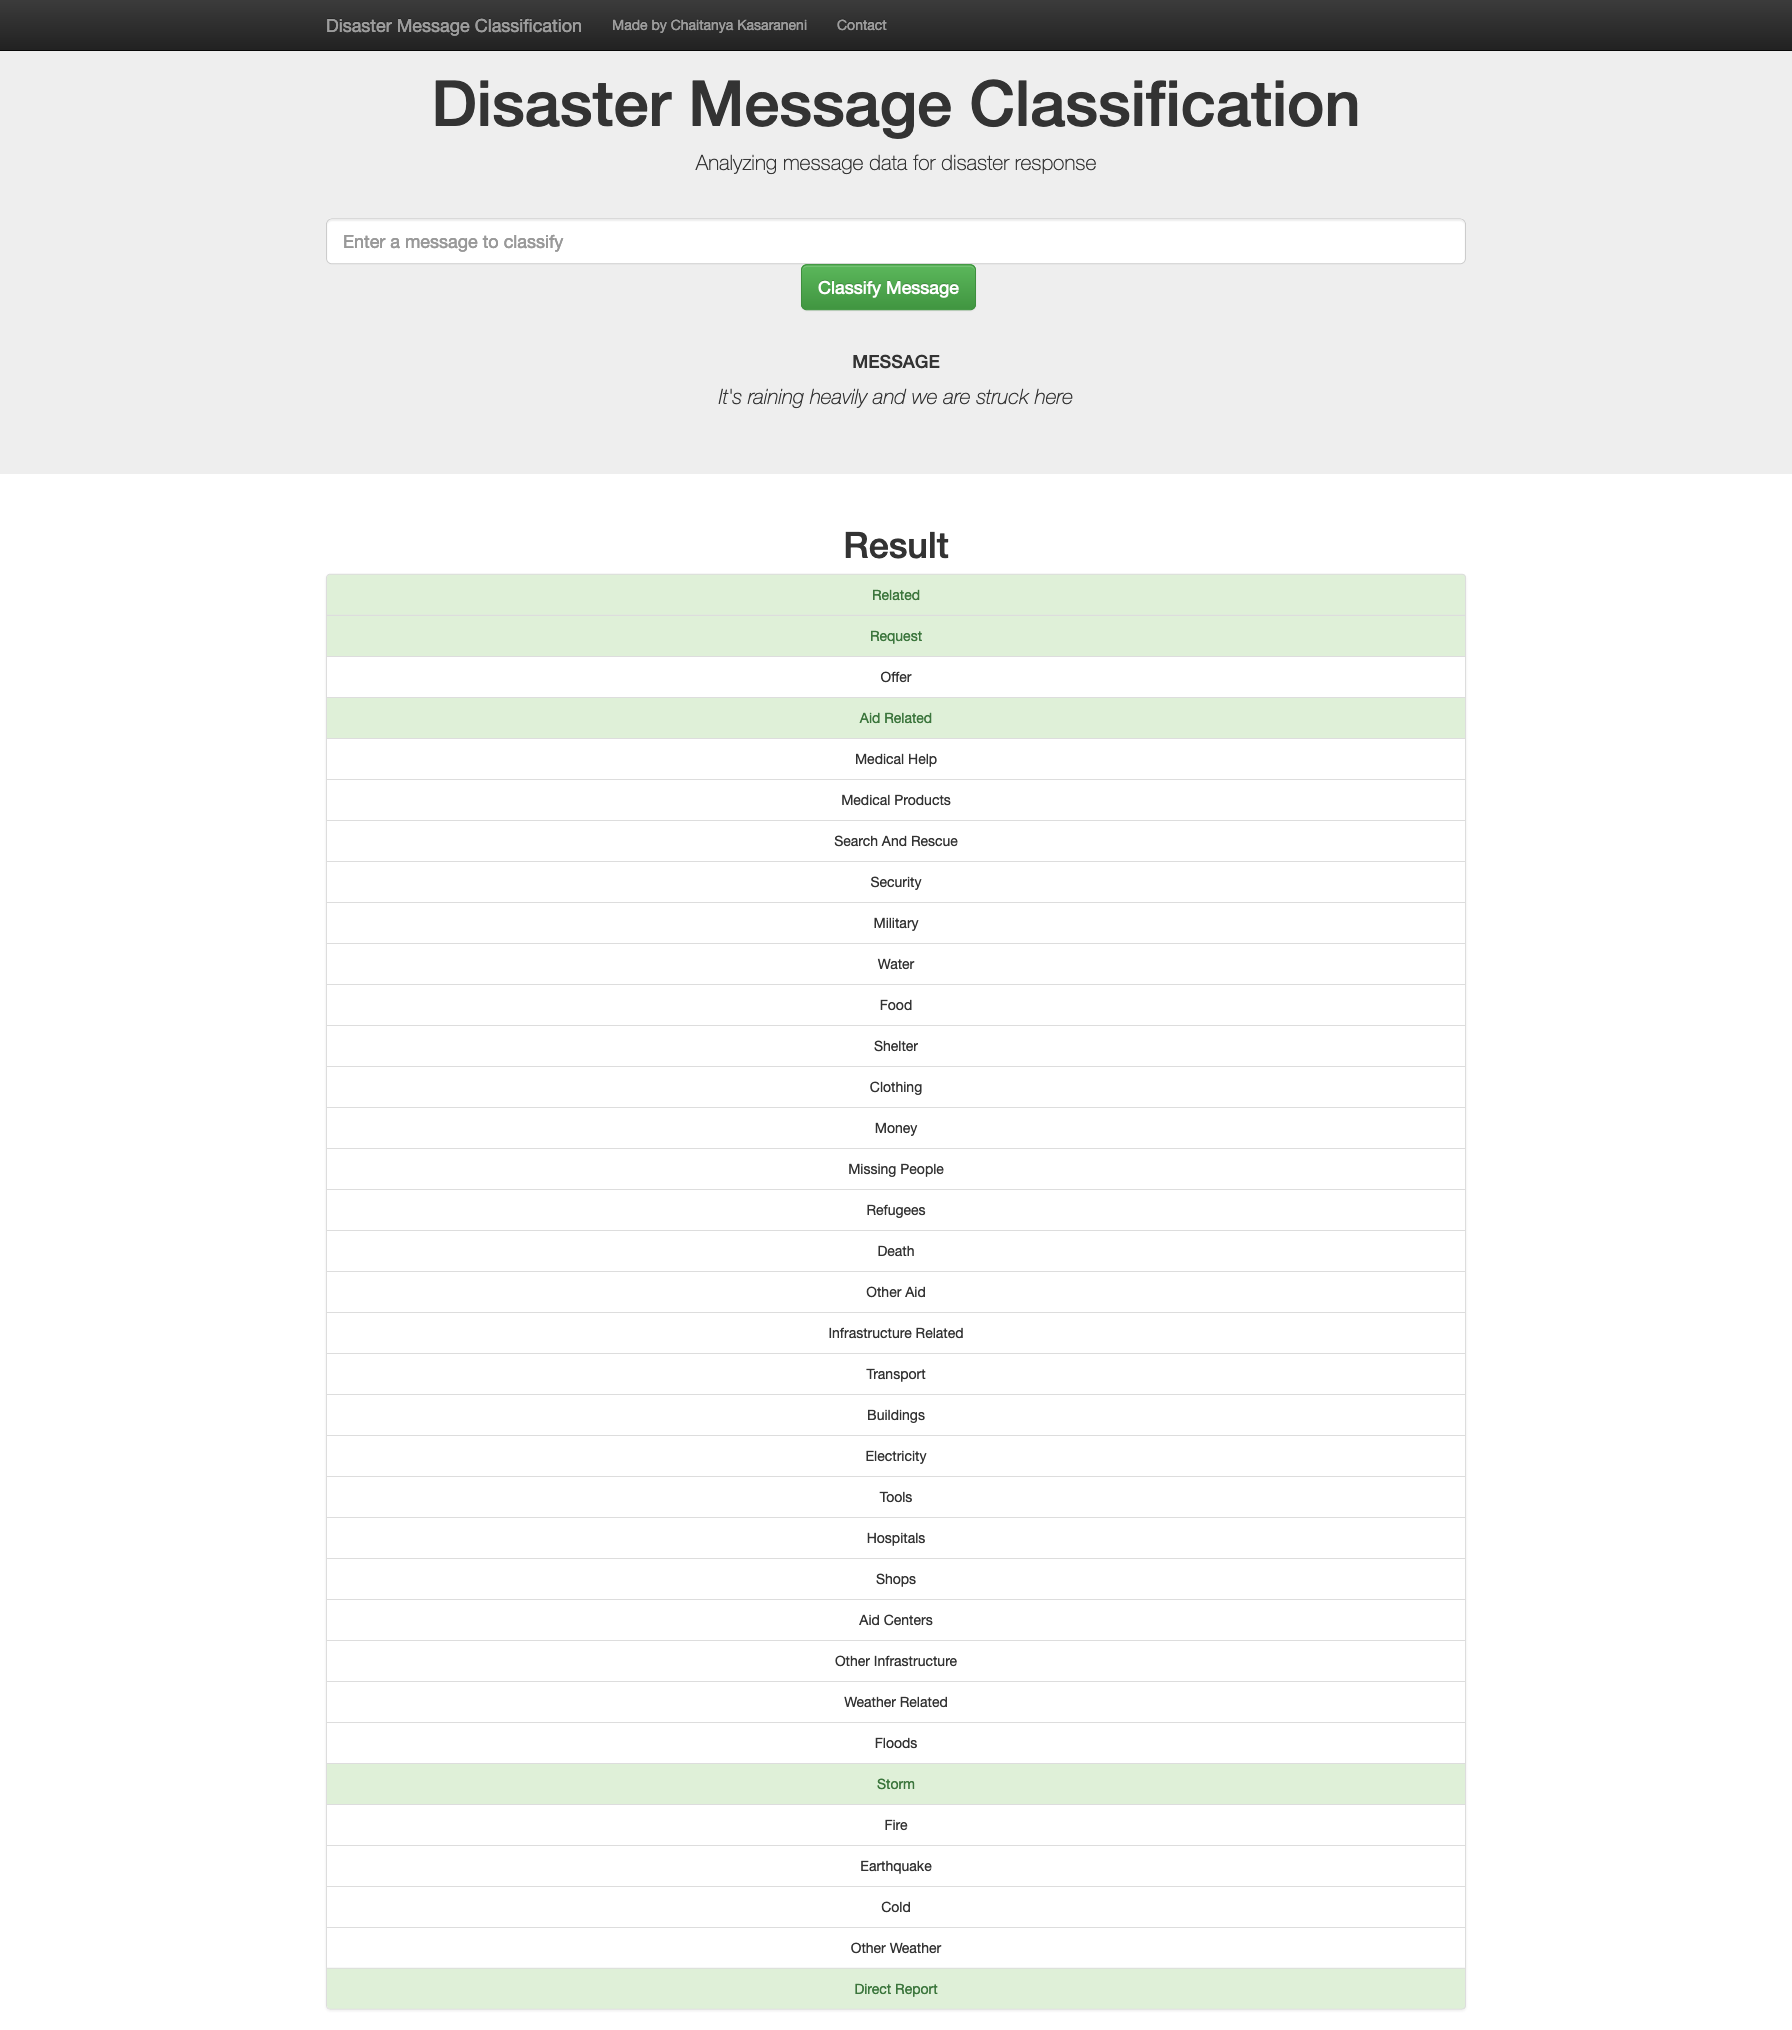 Disaster Message Classification Made by Chaitanya Kasaraneni Contact
Disaster Message Classification
Analyzing message data for disaster response
Enter a message to classify
Classify Message
MESSAGE
It's raining heavily and we are struck here
Result
Related
Request
Offer
Aid Related
Medical Help
Medical Products
Search And Rescue
Security
Military
Water
Food
Shelter
Clothing
Money
Missing People
Refugees
Death
Other Aid
Infrastructure Related
Transport
Buildings
Electricity
Tools
Hospitals
Shops
Aid Centers
Other Infrastructure
Weather Related
Floods
Storm
Fire
Earthquake
Cold
Other Weather
Direct Report